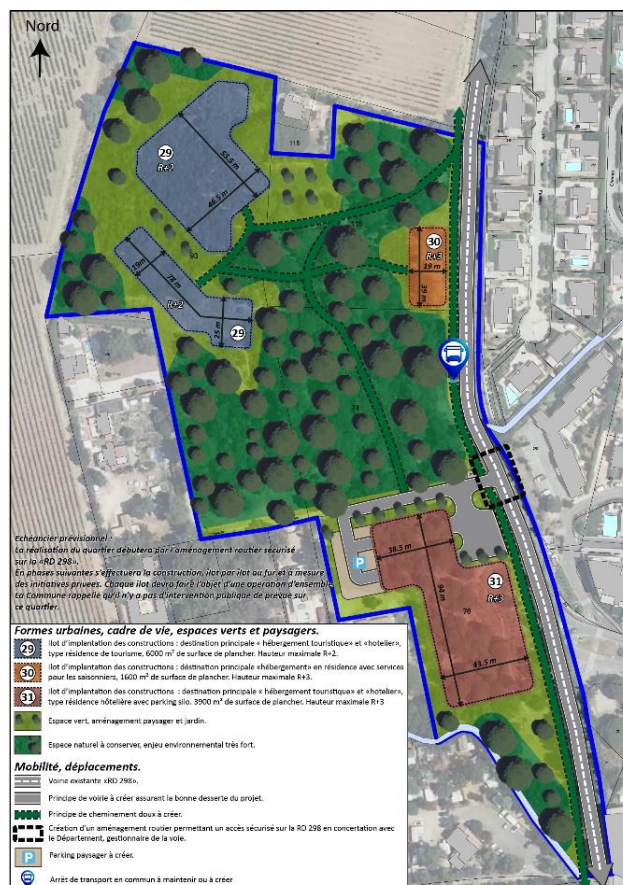 Nord
29
R+2
53.5 m
46.5 m
118
19m
78 m
93
R+2
25 m
29
30
R+3
19 m
39 m
74
38.5 m
94 m
31
R+3
76
43.5 m
P
Echéancier prévisionnel :
La réalisation du quartier débutera par l'aménagement routier sécurisé
sur la «RD 298».
En phases suivantes s'effectuera la construction, ilot par ilot au fur et a mesure
des initiatives privées. Chaque ilot devra faire l'objet d'une operation d'ensemble
La Commune rappelle qu'il n'y a pas d'intervention publique de prévue sur
ce quartier.
Formes urbaines, cadre de vie, espaces verts et paysagers.
29 Ilot d'implantation des constructions : destination principale « hébergement touristique» et «hotelier»,
type résidence de tourisme, 6000 m² de surface de plancher. Hauteur maximale R+2.
30 Ilot d'implantation des constructions : destination principale «hébergement» en résidence avec services
pour les saisonniers, 1600 m² de surface de plancher. Hauteur maximale R+3.
31 Ilot d'implantation des constructions : destination principale « hébergement touristique» et «hotelier»,
type résidence hôtelière avec parking silo. 3900 m² de surface de plancher. Hauteur maximale R+3
Espace vert, aménagement paysager et jardin.
Espace naturel à conserver, enjeu environnemental très fort.
Mobilité, déplacements.
Voirie existante «RD 298».
Principe de voirie à créer assurant la bonne desserte du projet.
Principe de cheminement doux à créer.
Création d'un aménagement routier permettant un accès sécurisé sur la RD 298 en concertation avec
le Département, gestionnaire de la voie.
P Parking paysager à créer.
Arrêt de transport en commun à maintenir ou à créer